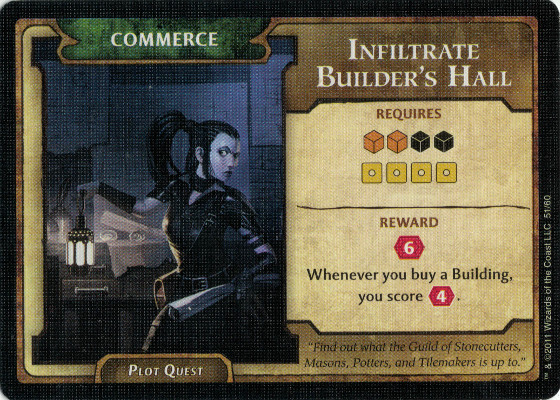 COMMERCE
INFILTRATE
BUILDER'S HALL
REQUIRES
REWARD
6
Whenever you buy a Building,
you score 4.
"Find out what the Guild of Stonecutters,
Masons, Potters, and Tilemakers is up to."
PLOT QUEST
™ & ©2011 Wizards of the Coast LLC 51/60